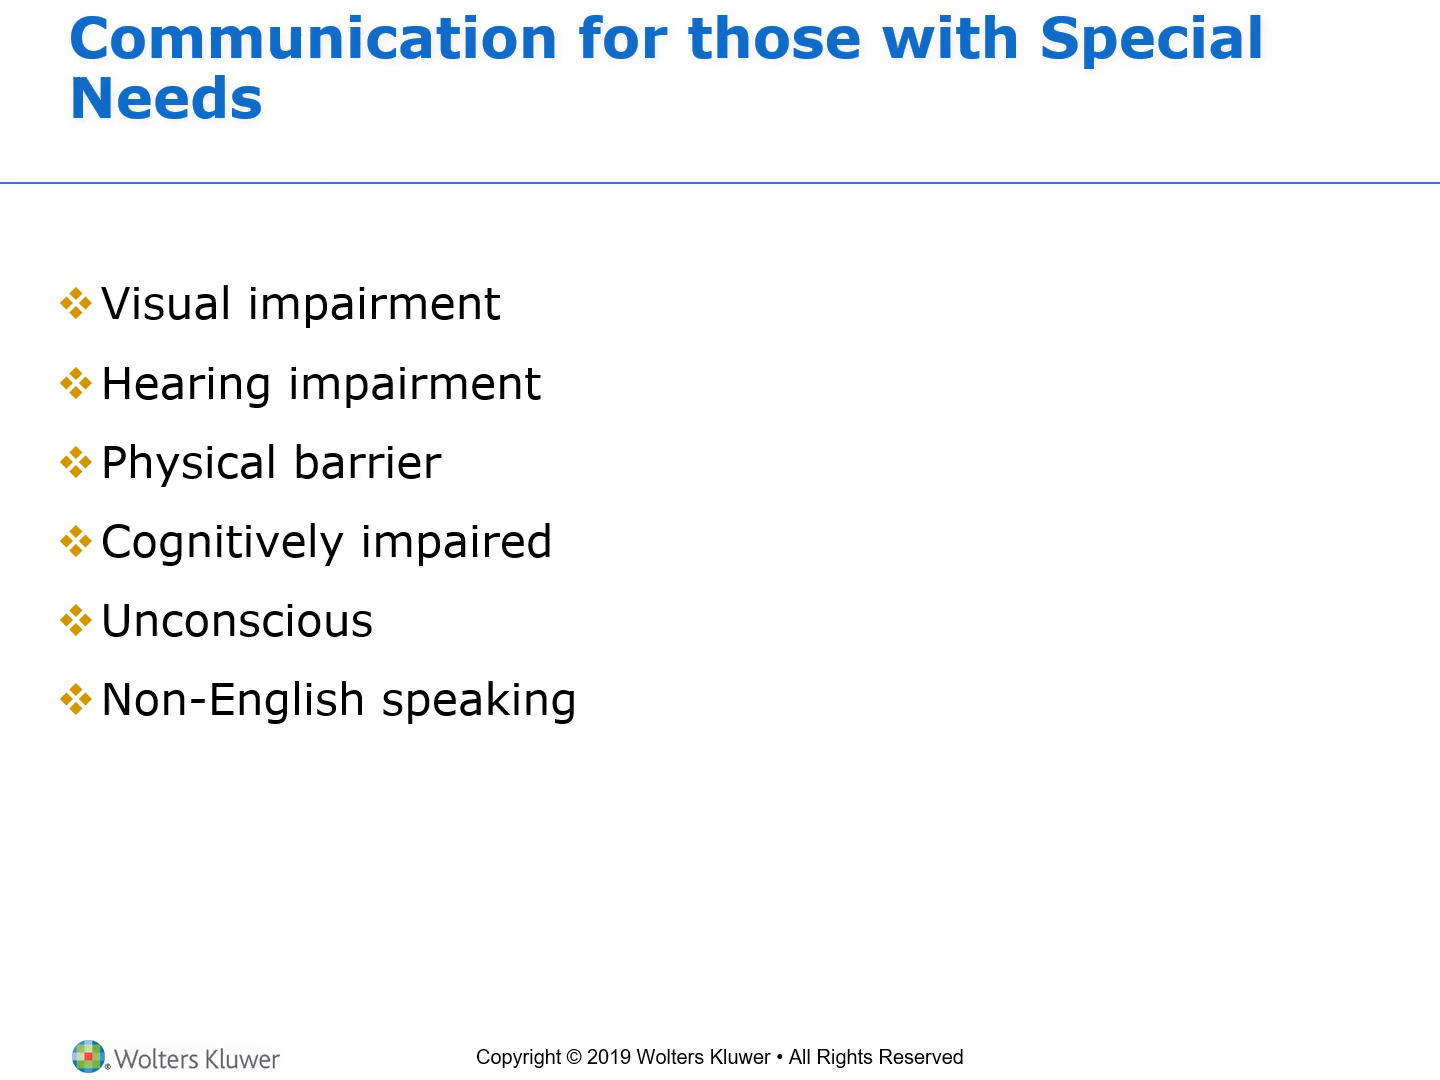 Communication for those with Special
Needs
❖ Visual impairment
❖ Hearing impairment
❖ Physical barrier
❖ Cognitively impaired
❖ Unconscious
❖ Non-English speaking
® Wolters Kluwer
Copyright © 2019 Wolters Kluwer • All Rights Reserved